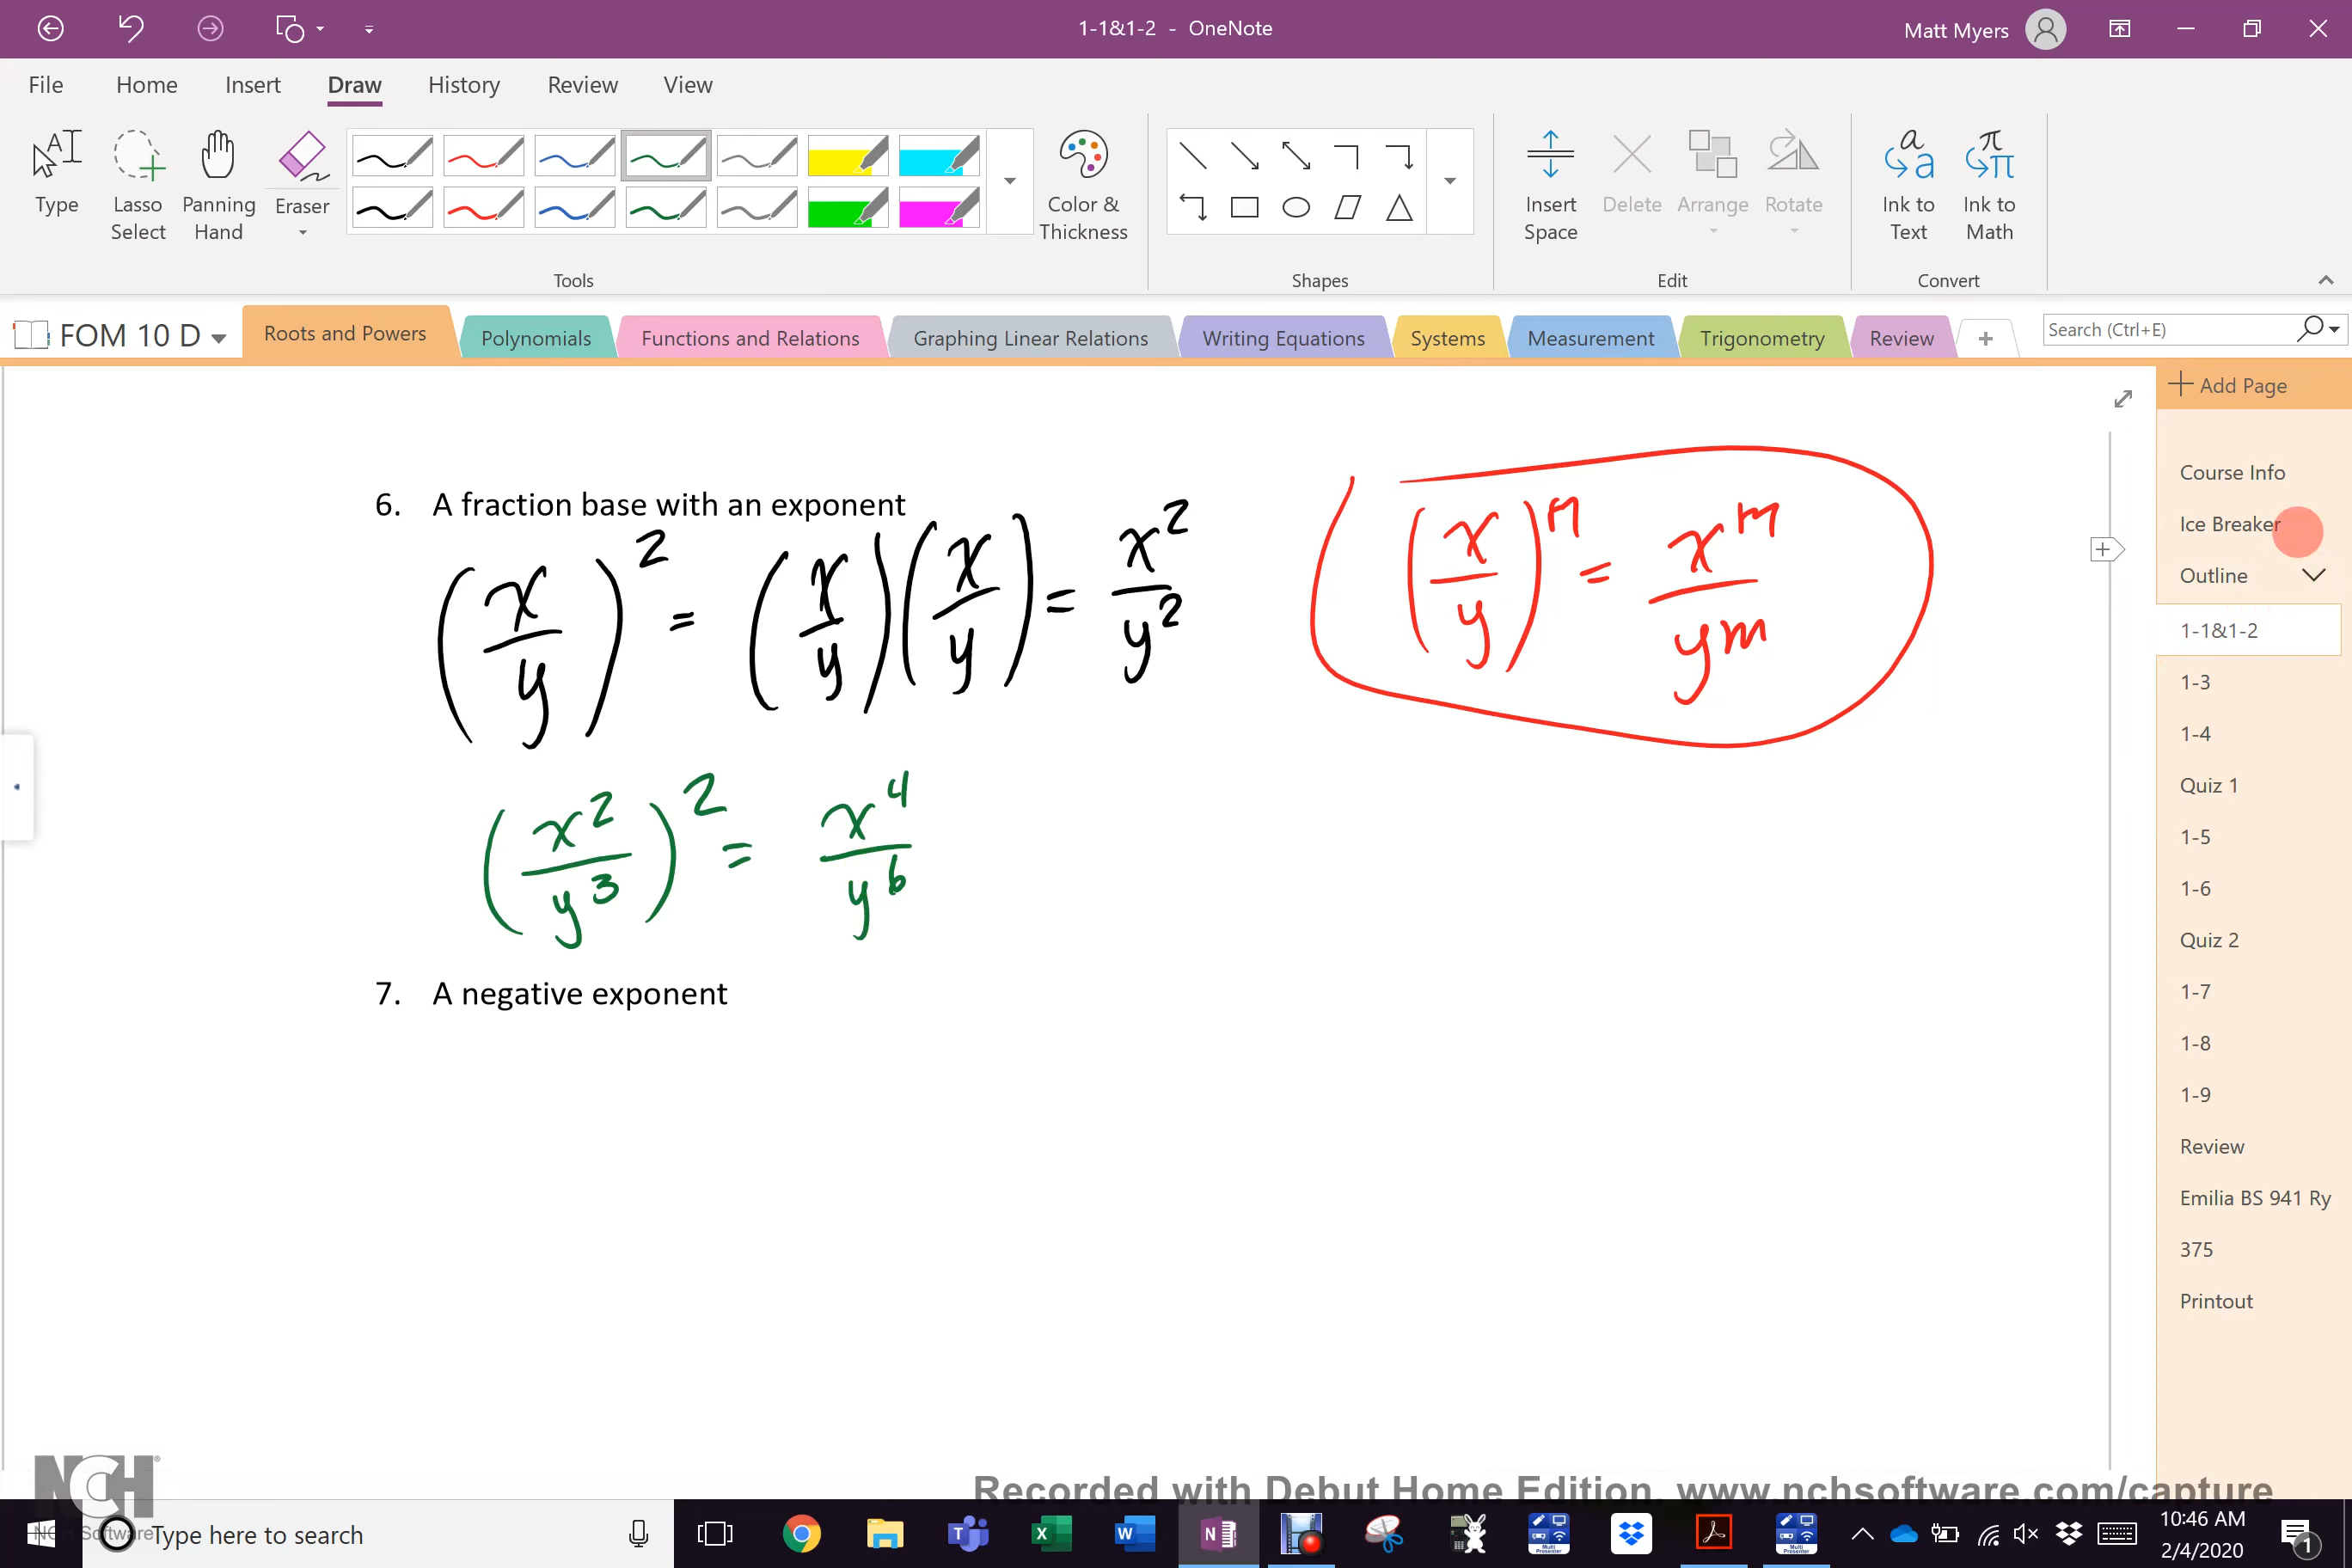 1-1&1-2 - OneNote
Matt Myers
File Home Insert Draw History Review View
Type
Lasso Select
Panning Hand
Eraser
Color & Thickness
Insert Space
Delete
Arrange
Rotate
Ink to Text
Ink to Math
Tools
Shapes
Edit
Convert
FOM 10 D
Roots and Powers
Polynomials
Functions and Relations
Graphing Linear Relations
Writing Equations
Systems
Measurement
Trigonometry
Review
Search (Ctrl+E)
Add Page
Course Info
Ice Breaker
Outline
1-1&1-2
1-3
1-4
Quiz 1
1-5
1-6
Quiz 2
1-7
1-8
1-9
Review
Emilia BS 941 Ry
375
Printout
6. A fraction base with an exponent
(x/y)^2 = (x/y)(x/y) = x^2/y^2
(x/y)^m = x^m/y^m
(x^2/y^3)^2 = x^4/y^6
7. A negative exponent
NCH®
NCH Software
Recorded with Debut Home Edition. www.nchsoftware.com/capture
Type here to search
10:46 AM
2/4/2020
1